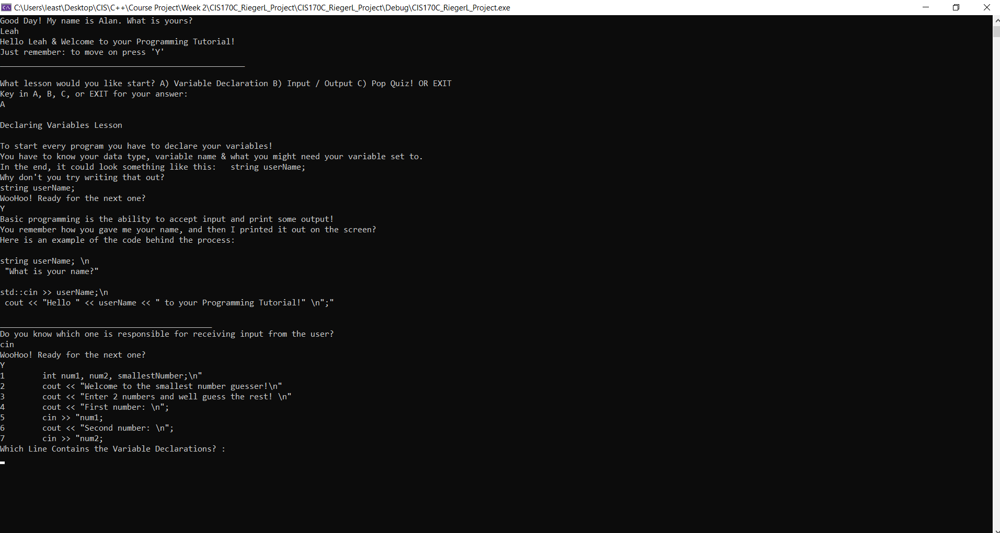 C:\Users\least\Desktop\CIS\C++\Course Project\Week 2\CIS170C_RiegerL_Project\CIS170C_RiegerL_Project\Debug\CIS170C_RiegerL_Project.exe
Good Day! My name is Alan. What is yours?
Leah
Hello Leah & Welcome to your Programming Tutorial!
Just remember: to move on press 'Y'
____________________________________________________
What lesson would you like start? A) Variable Declaration B) Input / Output C) Pop Quiz! OR EXIT
Key in A, B, C, or EXIT for your answer:
A
Declaring Variables Lesson
To start every program you have to declare your variables!
You have to know your data type, variable name & what you might need your variable set to.
In the end, it could look something like this:   string userName;
Why don't you try writing that out?
string userName;
WooHoo! Ready for the next one?
Y
Basic programming is the ability to accept input and print some output!
You remember how you gave me your name, and then I printed it out on the screen?
Here is an example of the code behind the process:
string userName; \n
 "What is your name?"
std::cin >> userName;\n
 cout << "Hello " << userName << " to your Programming Tutorial!" \n";"
_____________________________________________
Do you know which one is responsible for receiving input from the user?
cin
WooHoo! Ready for the next one?
Y
1        int num1, num2, smallestNumber;\n"
2        cout << "Welcome to the smallest number guesser!\n"
3        cout << "Enter 2 numbers and well guess the rest! \n"
4        cout << "First number: \n";
5        cin >> "num1;
6        cout << "Second number: \n";
7        cin >> "num2;
Which Line Contains the Variable Declarations? :